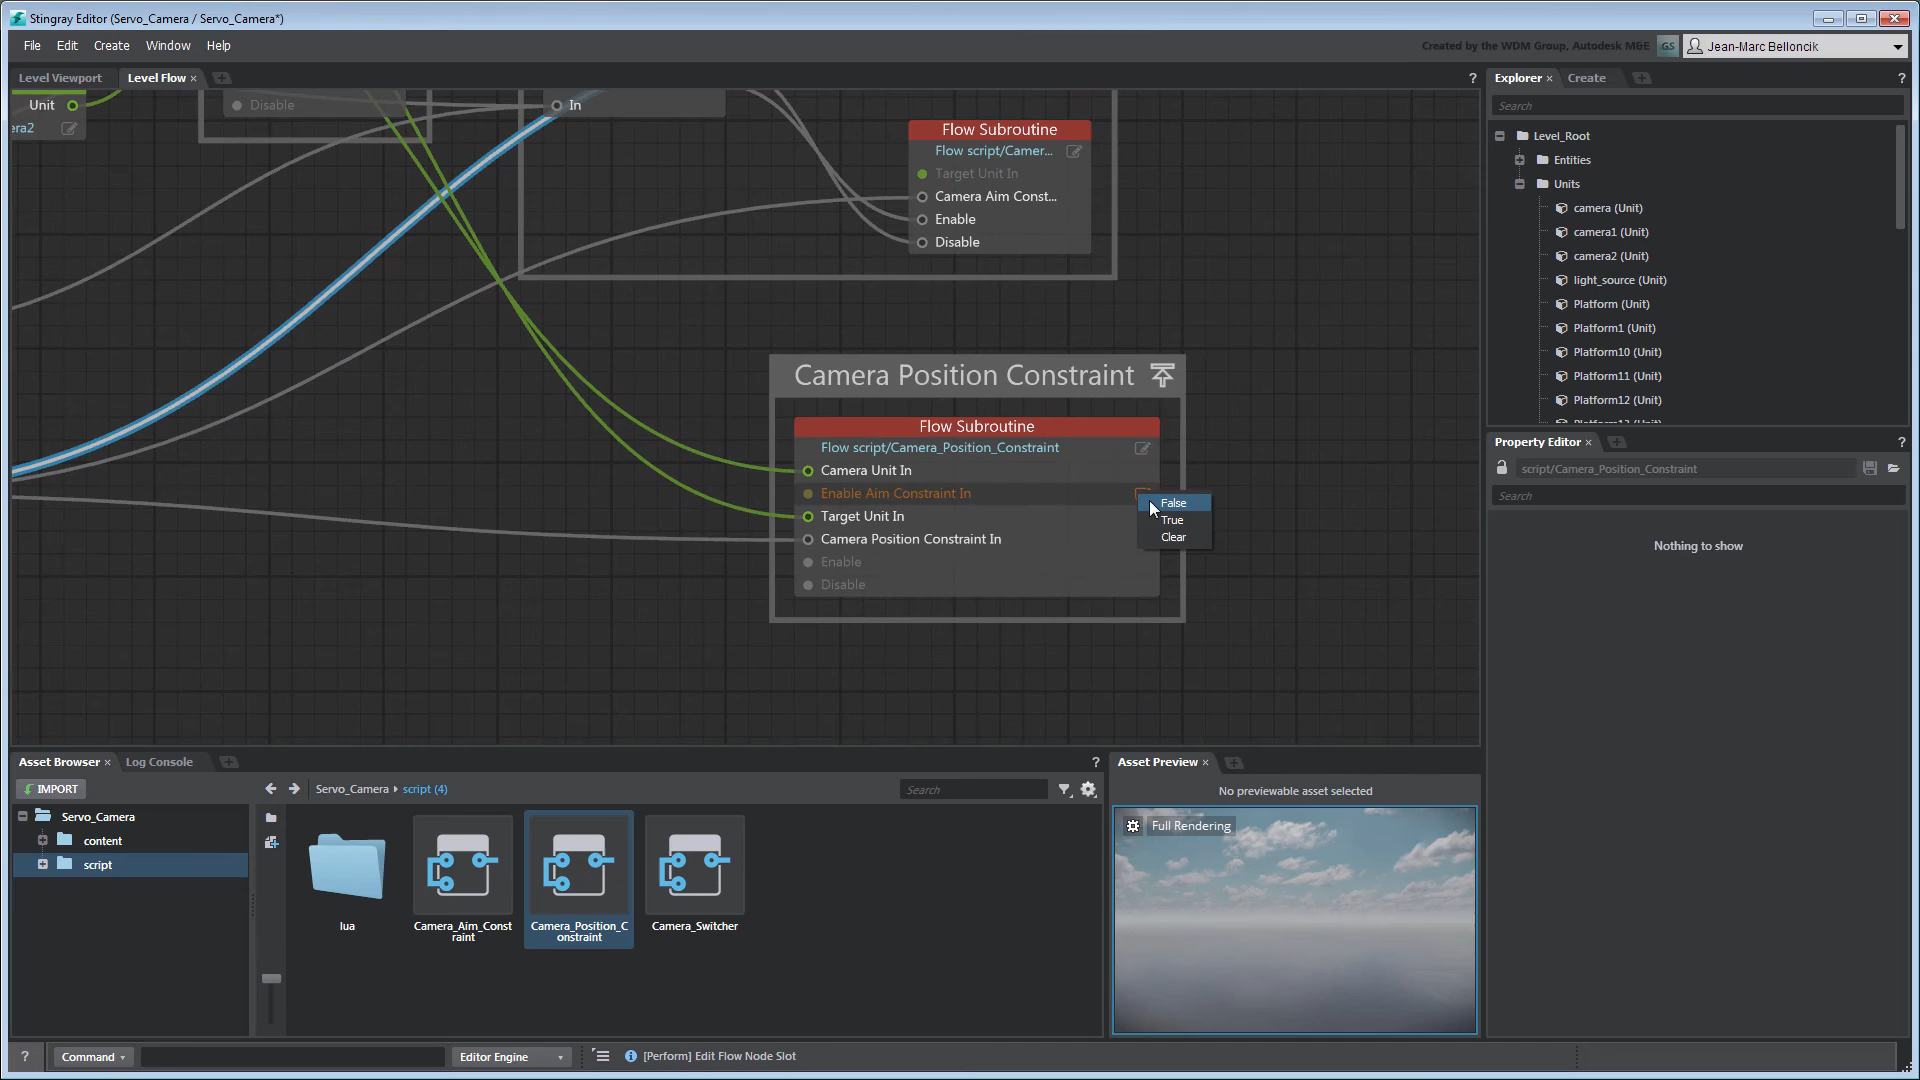 Stingray Editor (Servo_Camera / Servo_Camera*)
File Edit Create Window Help
Created by the WDM Group, Autodesk M&E GS Jean-Marc Belloncik
Level Viewport Level Flow × ?
Unit
era2
Disable
In
Flow Subroutine
Flow script/Camer...
Target Unit In
Camera Aim Const...
Enable
Disable
Camera Position Constraint
Flow Subroutine
Flow script/Camera_Position_Constraint
Camera Unit In
Enable Aim Constraint In
Target Unit In
Camera Position Constraint In
Enable
Disable
False
True
Clear
Explorer × Create ?
Search
Level_Root
Entities
Units
camera (Unit)
camera1 (Unit)
camera2 (Unit)
light_source (Unit)
Platform (Unit)
Platform1 (Unit)
Platform10 (Unit)
Platform11 (Unit)
Platform12 (Unit)
Property Editor × ?
script/Camera_Position_Constraint
Search
Nothing to show
Asset Browser × Log Console ?
IMPORT
Servo_Camera script (4)
Search
Servo_Camera
content
script
lua
Camera_Aim_Const
raint
Camera_Position_C
onstraint
Camera_Switcher
Asset Preview ×
No previewable asset selected
Full Rendering
? Command Editor Engine [Perform] Edit Flow Node Slot